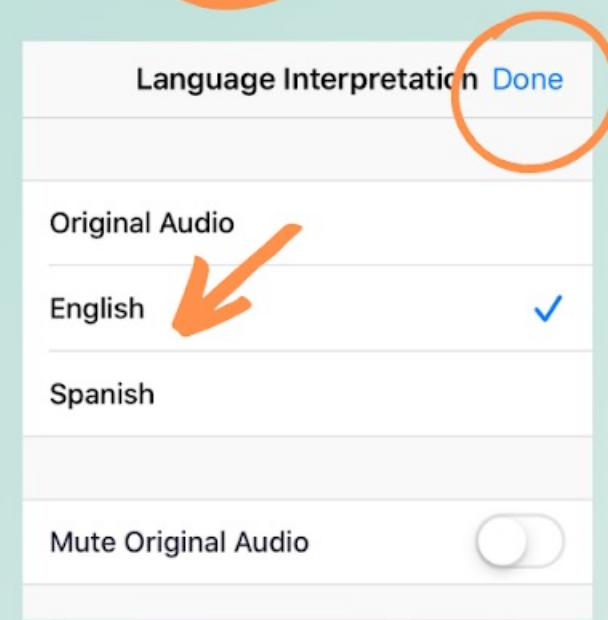 Language Interpretation Done
Original Audio
English
Spanish
Mute Original Audio